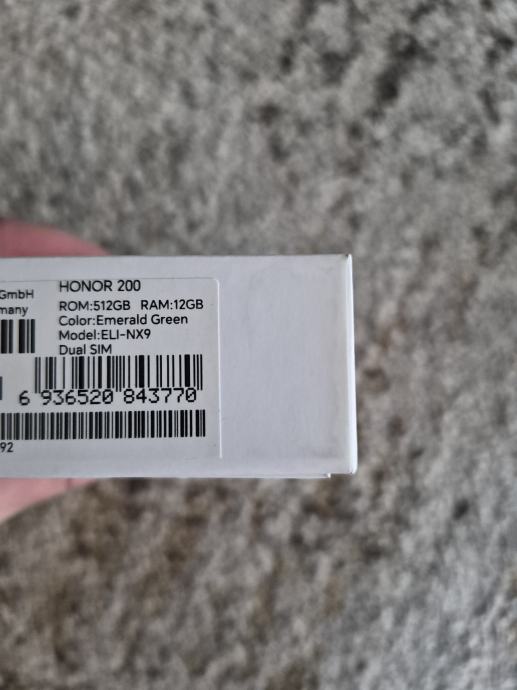 GmbH
many
HONOR 200
ROM:512GB RAM:12GB
Color:Emerald Green
Model:ELI-NX9
Dual SIM
6 936520 843770
92